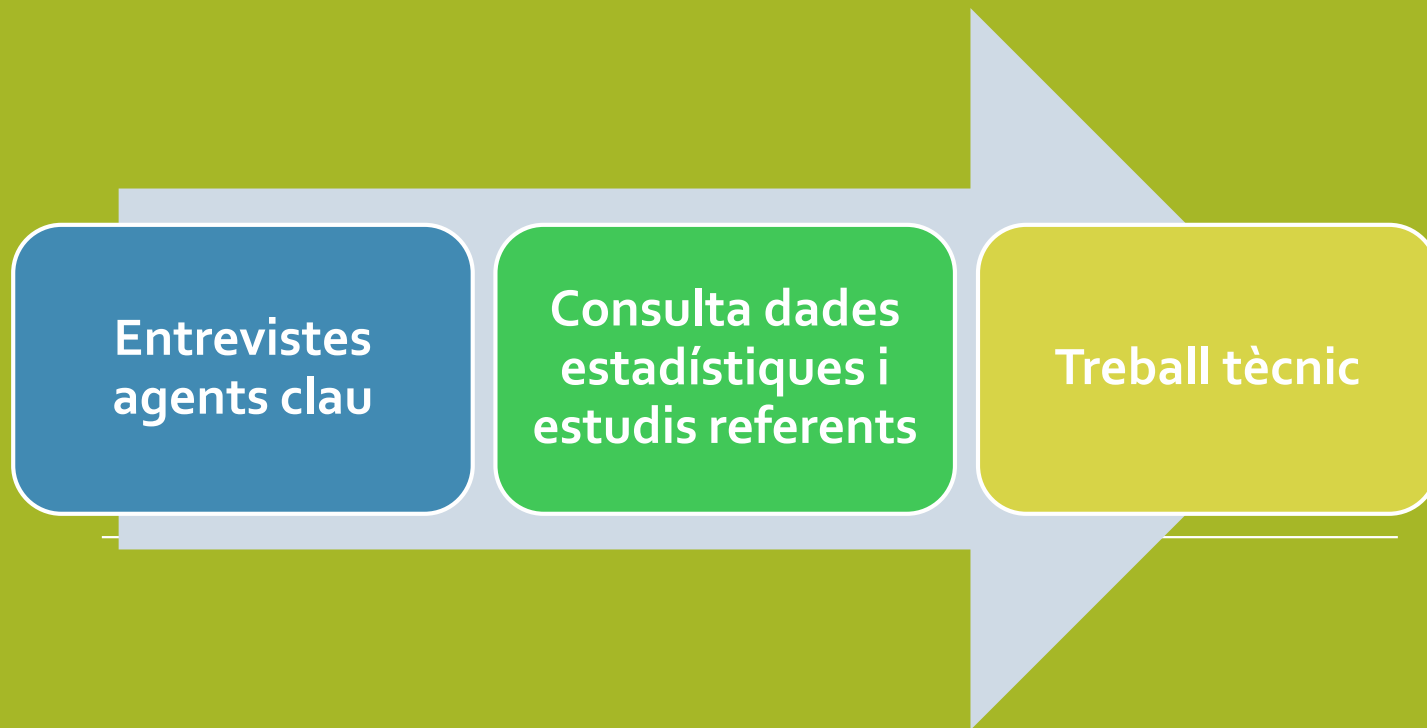 Entrevistes
agents clau
Consulta dades
estadístiques i
estudis referents
Treball tècnic